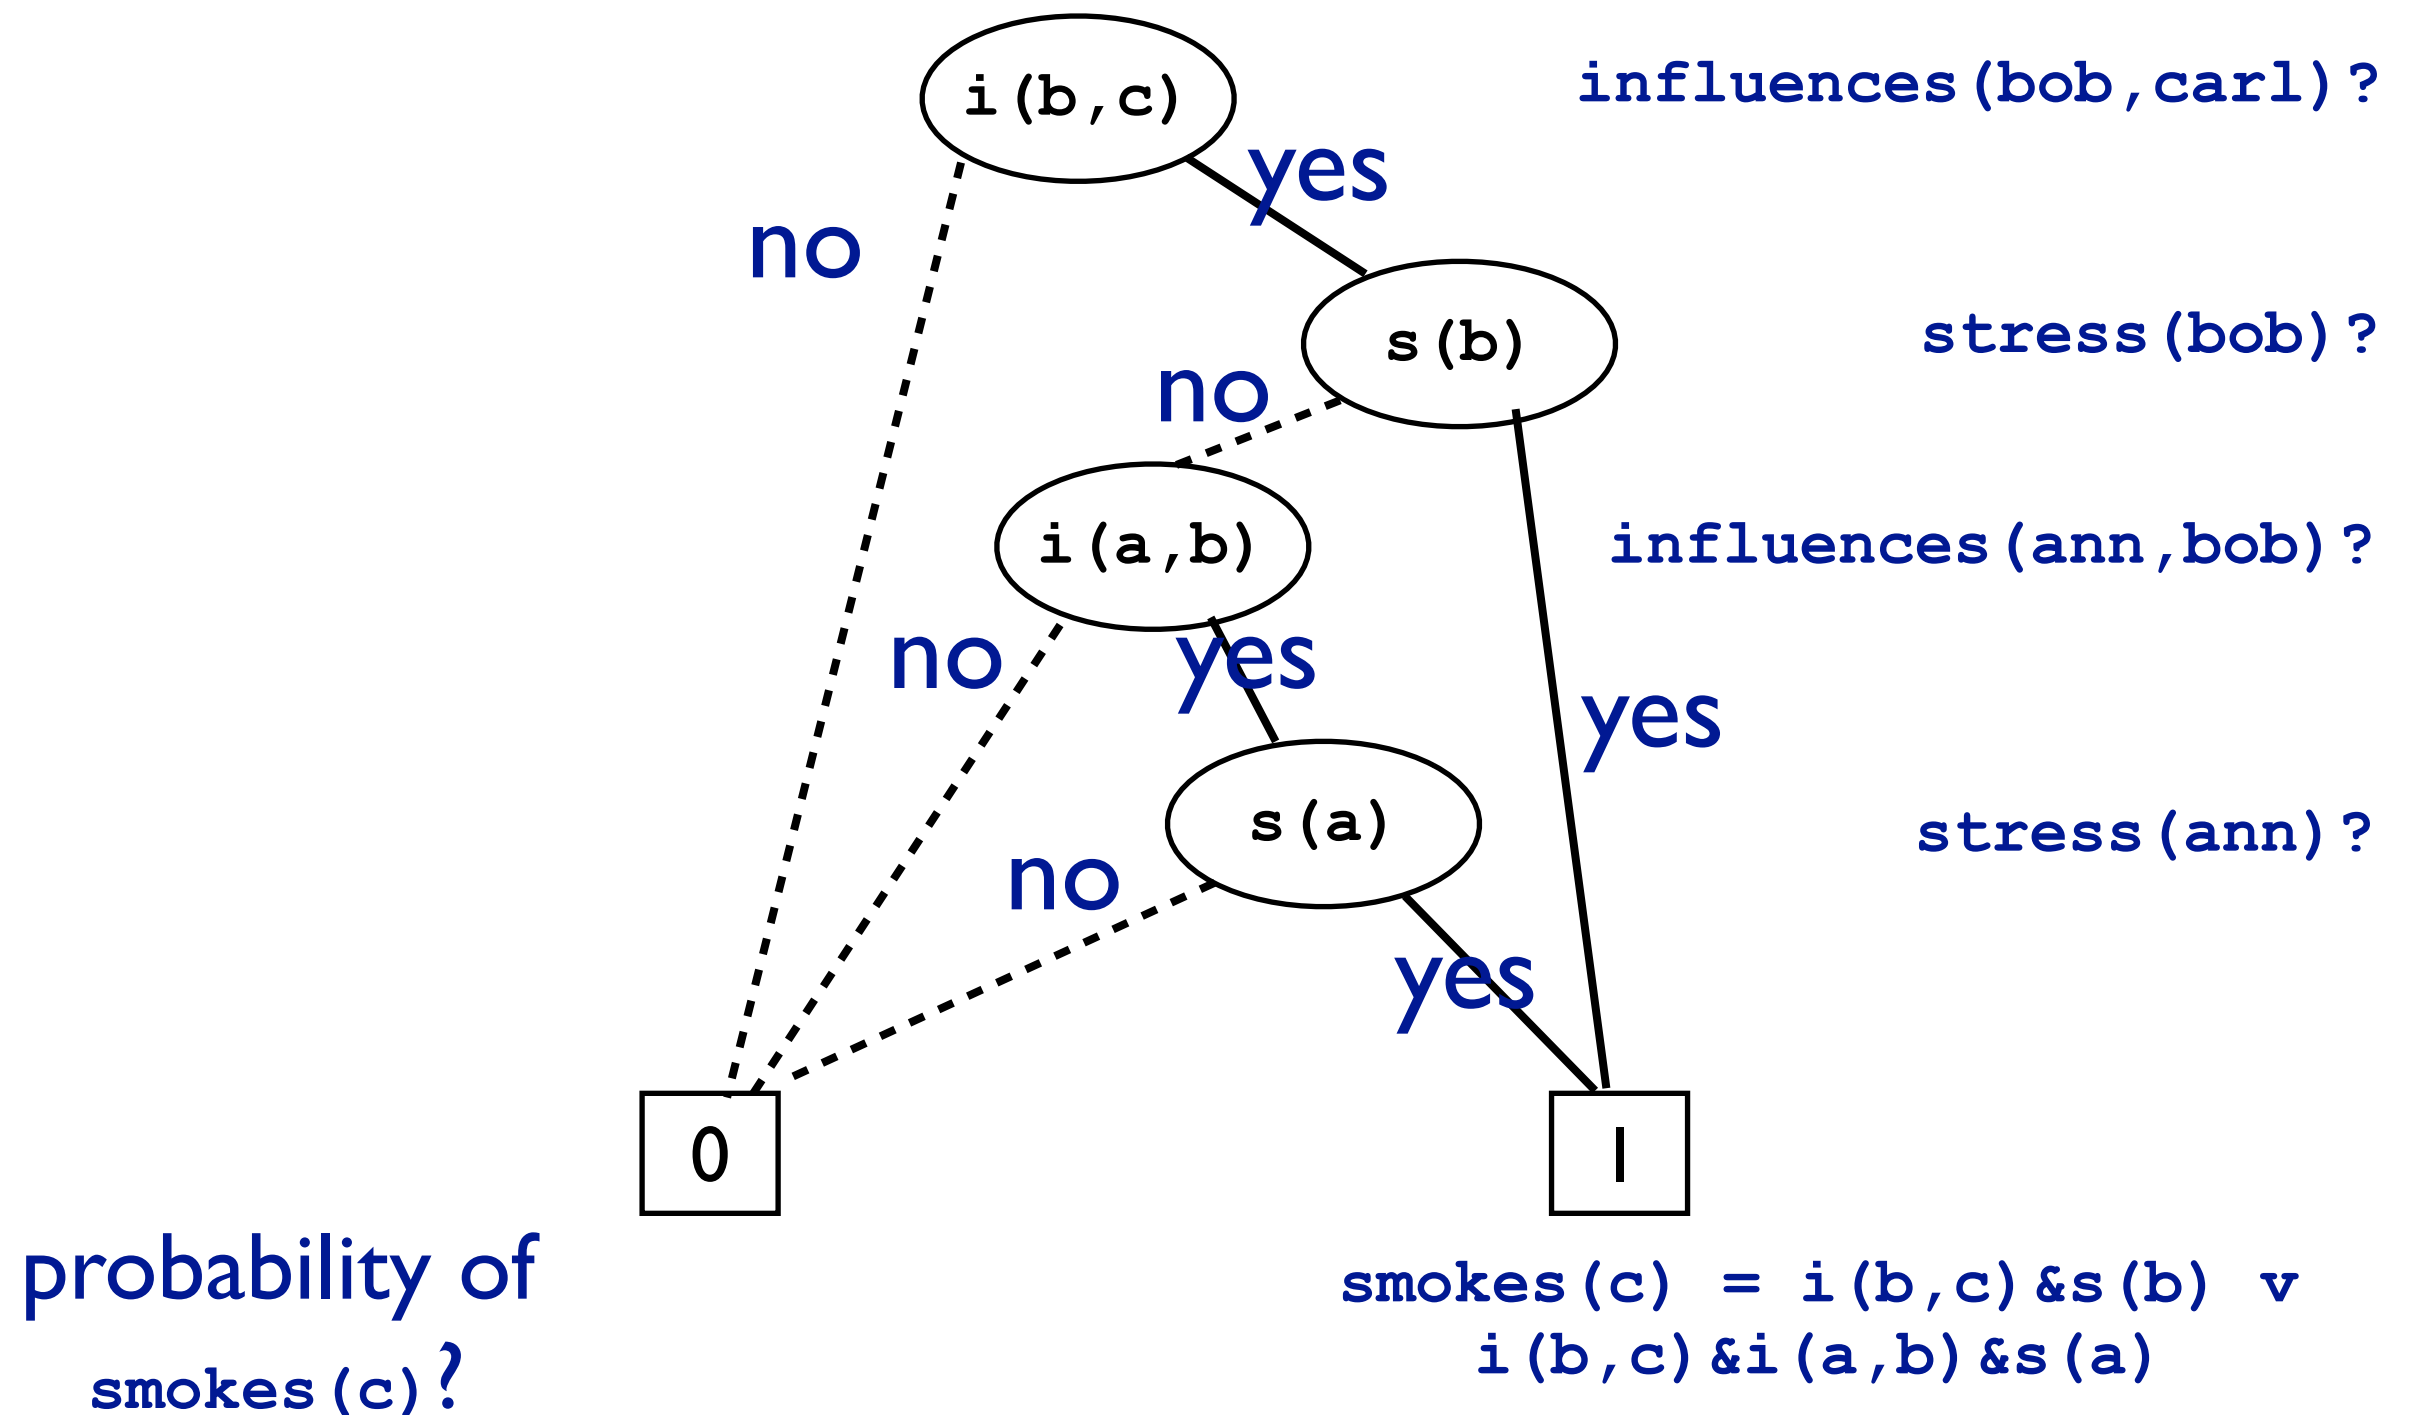 i(b,c)
influences(bob,carl)?
yes
no
s(b)
stress(bob)?
no
i(a,b)
influences(ann,bob)?
no
yes
yes
s(a)
stress(ann)?
no
yes
0
1
probability of
smokes(c)?
smokes(c) = i(b,c)&s(b) v
i(b,c)&i(a,b)&s(a)